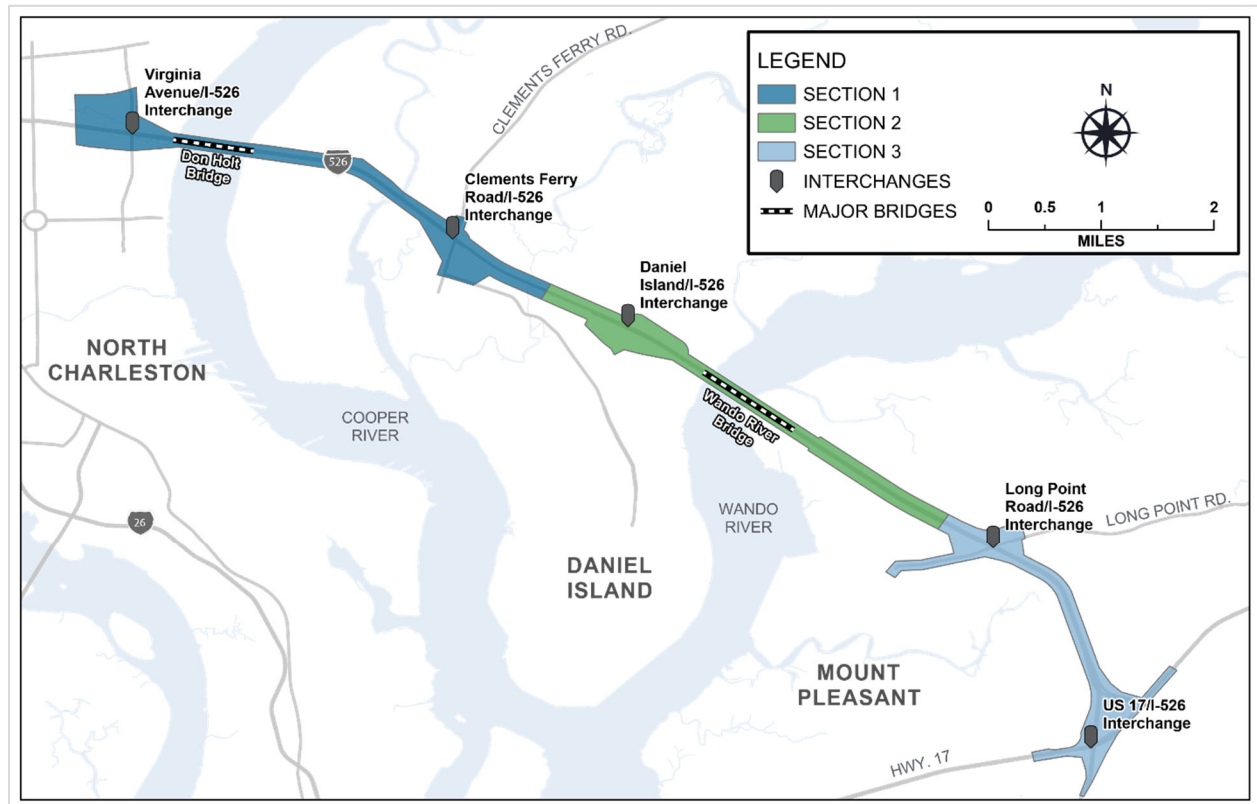 Virginia
Avenue/I-526
Interchange
Don Holt
Bridge
526
CLEMENTS FERRY RD.
Clements Ferry
Road/I-526
Interchange
LEGEND
SECTION 1
SECTION 2
SECTION 3
INTERCHANGES
MAJOR BRIDGES
N
0 0.5 1 2
MILES
Daniel
Island/I-526
Interchange
NORTH
CHARLESTON
COOPER
RIVER
Wando River
Bridge
WANDO
RIVER
Long Point
Road/I-526
Interchange
LONG POINT RD.
26
DANIEL
ISLAND
MOUNT
PLEASANT
US 17/I-526
Interchange
HWY. 17